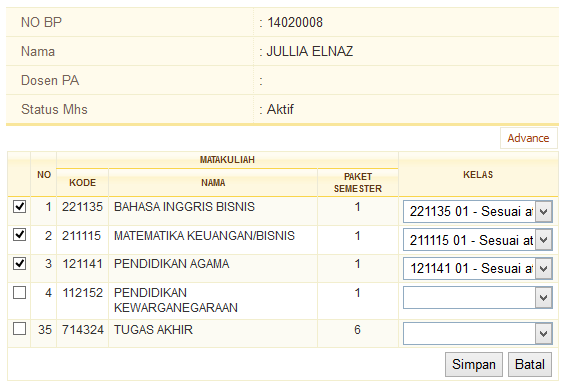 NO BP : 14020008
Nama : JULLIA ELNAZ
Dosen PA :
Status Mhs : Aktif
Advance
NO MATAKULIAH KELAS
KODE NAMA PAKET SEMESTER
1 221135 BAHASA INGGRIS BISNIS 1 221135 01 - Sesuai at
2 211115 MATEMATIKA KEUANGAN/BISNIS 1 211115 01 - Sesuai at
3 121141 PENDIDIKAN AGAMA 1 121141 01 - Sesuai at
4 112152 PENDIDIKAN 1
KEWARGANEGARAAN
35 714324 TUGAS AKHIR 6
Simpan Batal